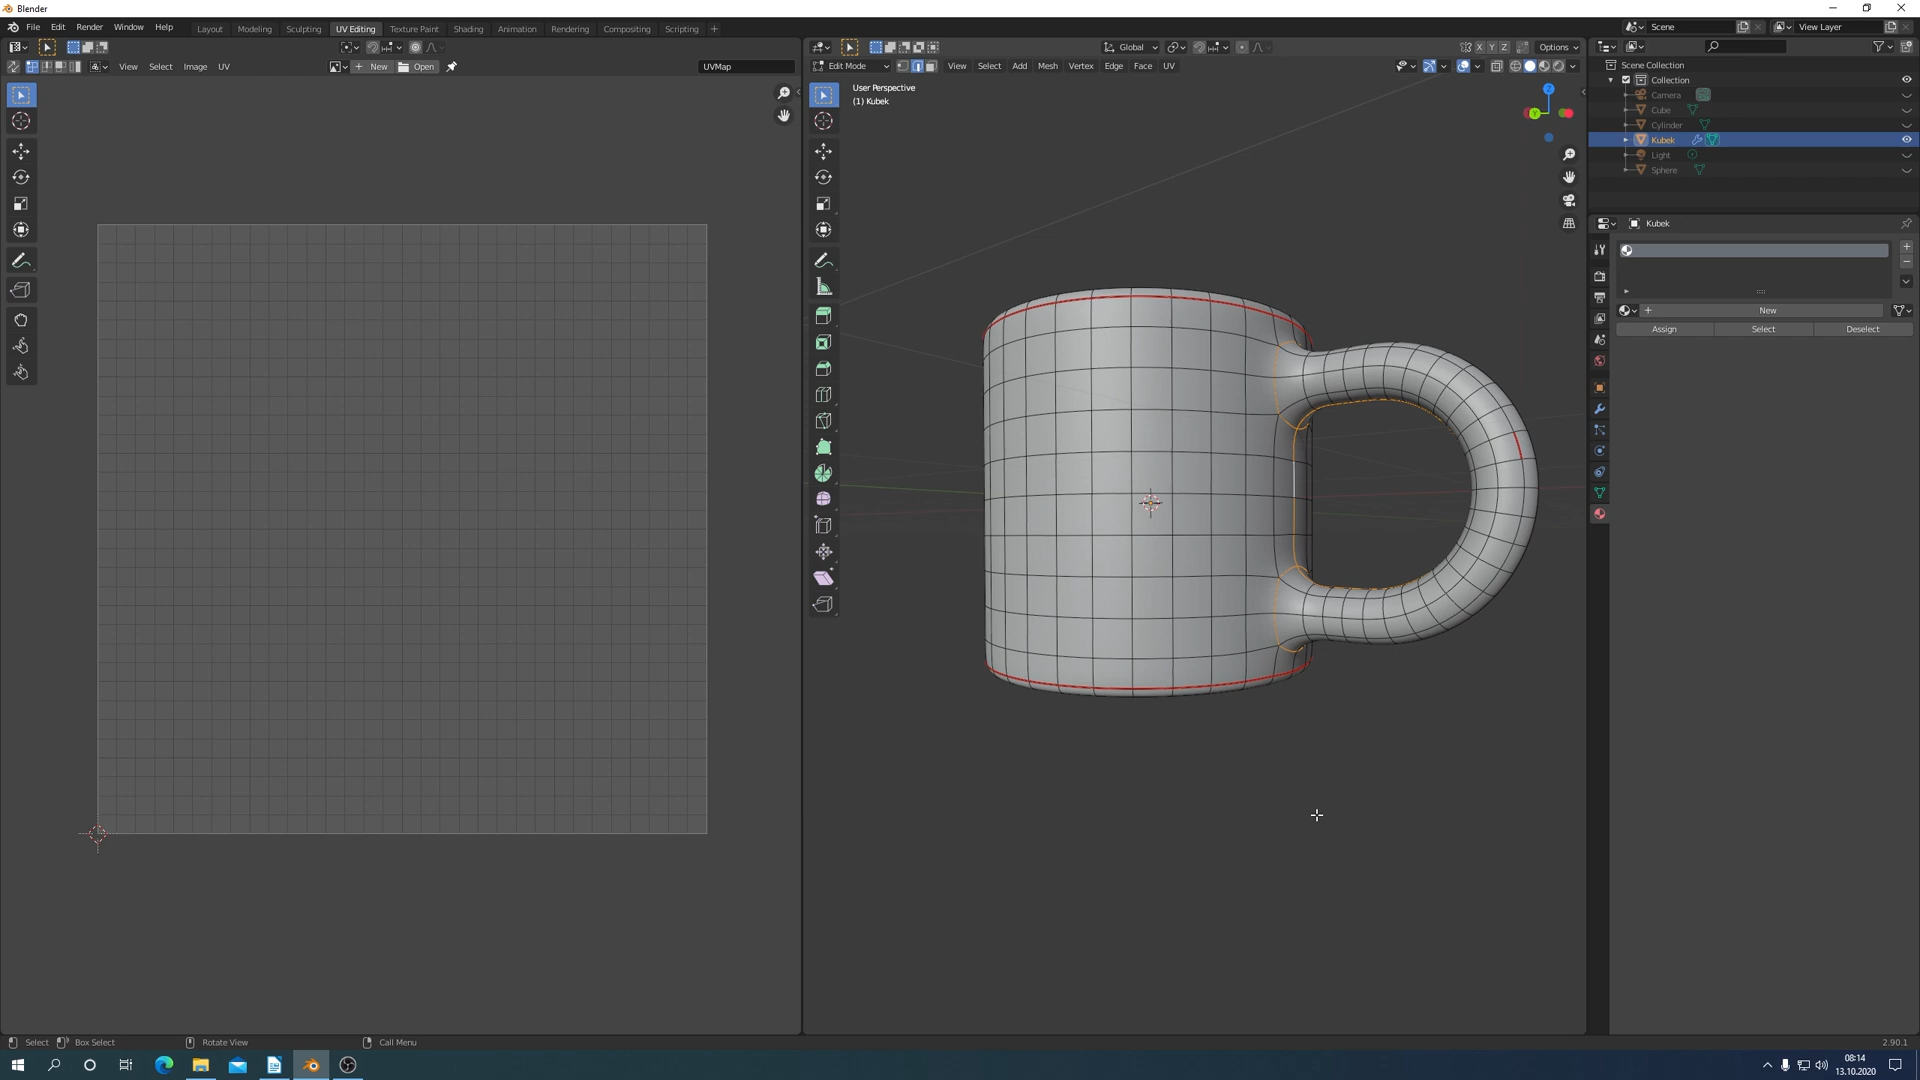 Blender
File Edit Render Window Help
Layout Modeling Sculpting UV Editing Texture Paint Shading Animation Rendering Compositing Scripting +
Scene
View Layer
Global
X Y Z
Options
View Select Image UV
New
Open
UVMap
Edit Mode
View Select Add Mesh Vertex Edge Face UV
User Perspective
(1) Kubek
Z
Y
Scene Collection
Collection
Camera
Cube
Cylinder
Kubek
Light
Sphere
Kubek
New
Assign Select Deselect
Select
Box Select
Rotate View
Call Menu
2.90.1
08:14
13.10.2020